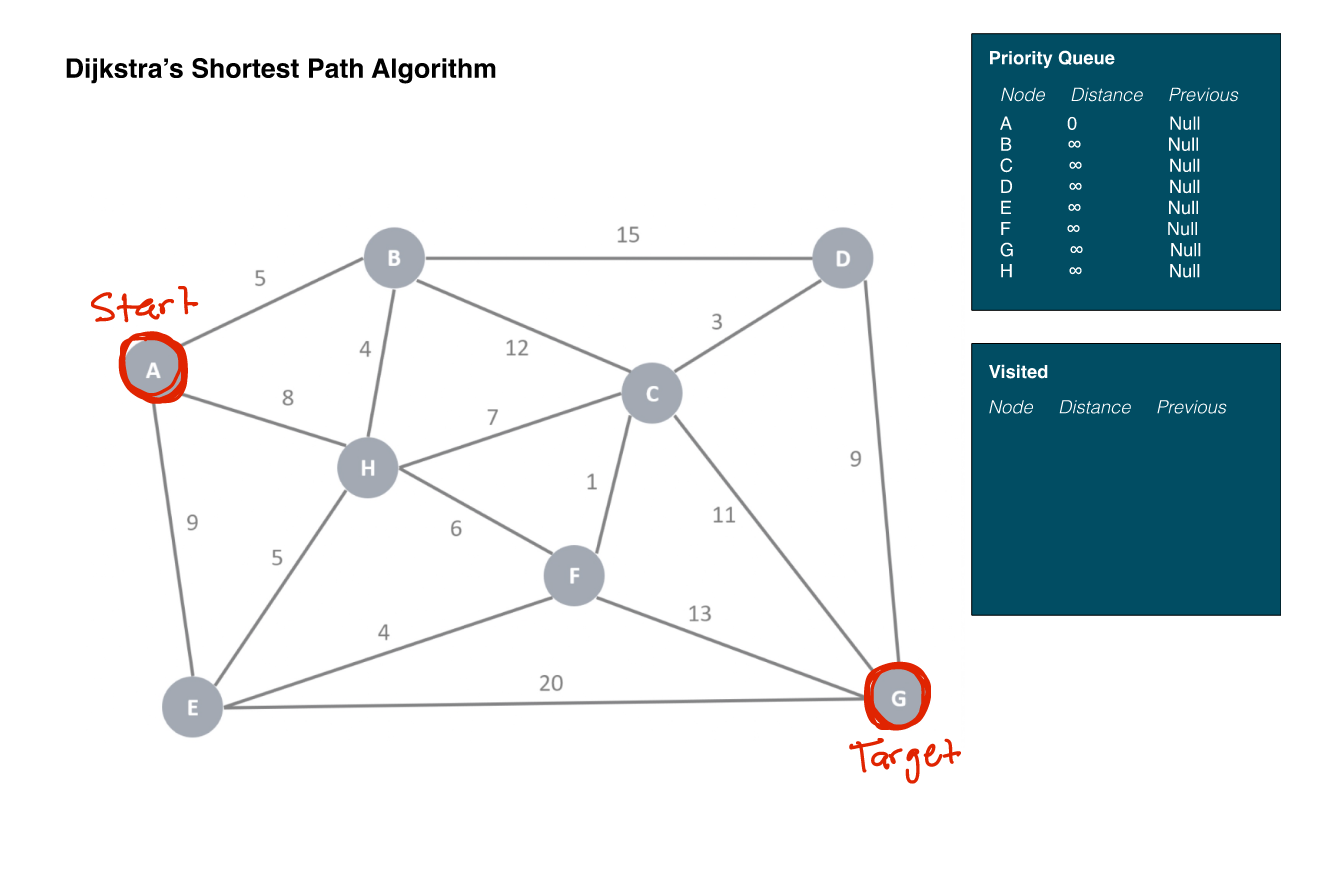 Dijkstra’s Shortest Path Algorithm
Priority Queue
Node Distance Previous
A 0 Null
B ∞ Null
C ∞ Null
D ∞ Null
E ∞ Null
F ∞ Null
G ∞ Null
H ∞ Null
Visited
Node Distance Previous
15
B
D
5
Start
3
4
12
A
C
8
7
H
9
1
11
9
6
5
F
13
4
20
G
E
Target